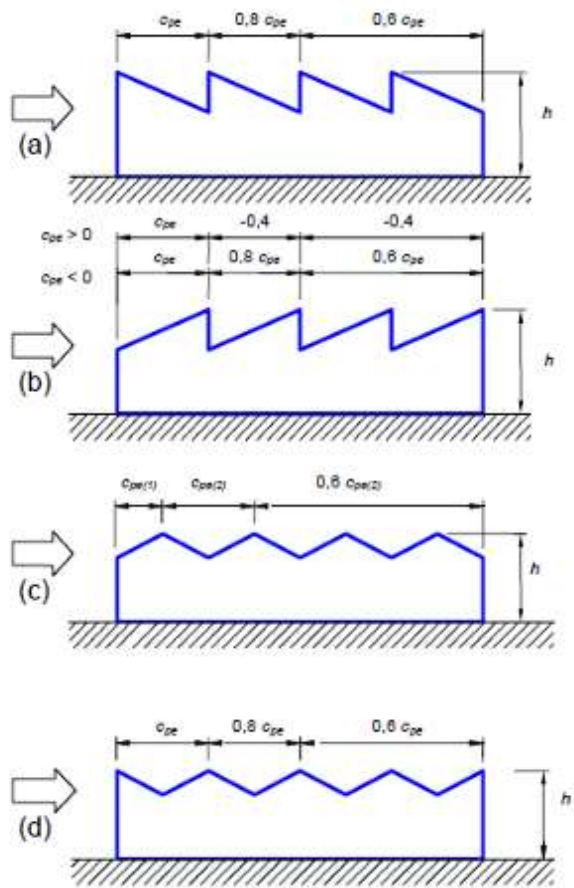 c_pe 0,8 c_pe 0,6 c_pe
h
(a)
c_pe > 0 c_pe -0,4 -0.4
c_pe < 0 c_pe 0,8 c_pe 0,6 c_pe
h
(b)
c_pe(1) c_pe(2) 0,6 c_pe(2)
h
(c)
c_pe 0,8 c_pe 0,6 c_pe
h
(d)